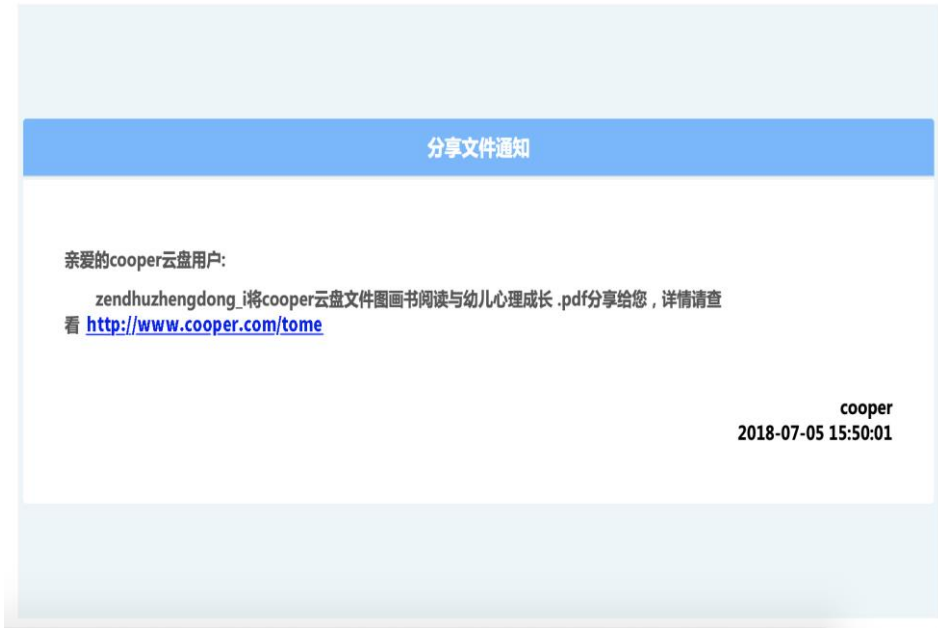 分享文件通知
亲爱的cooper云盘用户:
zendhuzhengdong_i将cooper云盘文件图画书阅读与幼儿心理成长 .pdf分享给您，详情请查
看 http://www.cooper.com/tome
cooper
2018-07-05 15:50:01